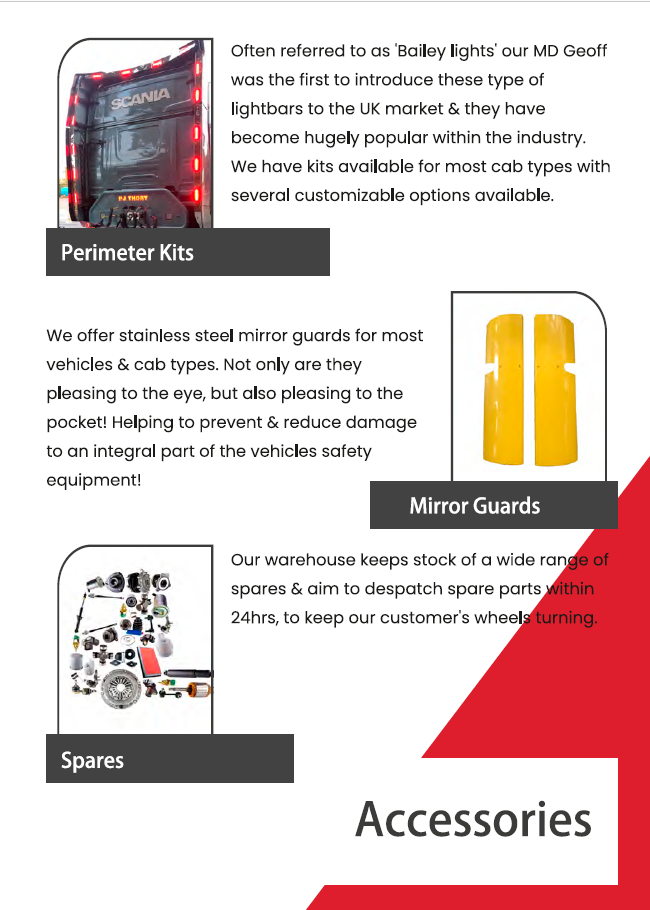 Often referred to as 'Bailey lights' our MD Geoff
was the first to introduce these type of
lightbars to the UK market & they have
become hugely popular within the industry.
We have kits available for most cab types with
several customizable options available.
SCANIA
PJ THORY
Perimeter Kits
We offer stainless steel mirror guards for most
vehicles & cab types. Not only are they
pleasing to the eye, but also pleasing to the
pocket! Helping to prevent & reduce damage
to an integral part of the vehicles safety
equipment!
Mirror Guards
Our warehouse keeps stock of a wide range of
spares & aim to despatch spare parts within
24hrs, to keep our customer's wheels turning.
Spares
Accessories